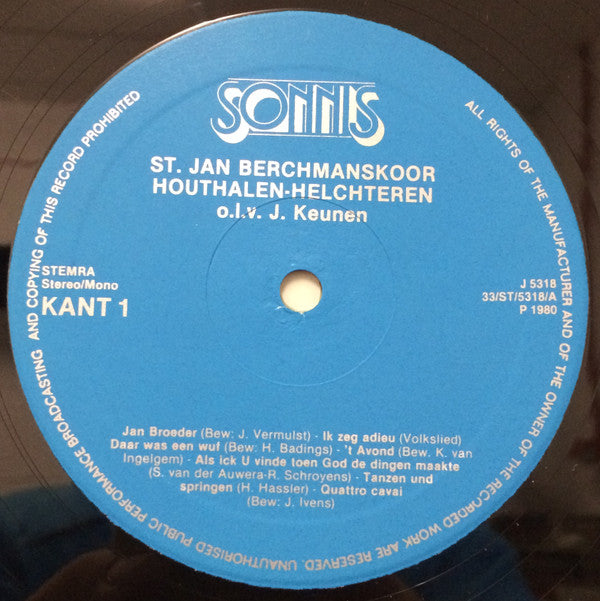 SONNIS
ST. JAN BERCHMANSKOOR
HOUTHALEN-HELCHTEREN
o.l.v. J. Keunen
STEMRA
Stereo/Mono
KANT 1
J 5318
33/ST/5318/A
P 1980
Jan Broeder (Bew: J. Vermulst) - Ik zeg adieu (Volkslied)
Daar was een wuf (Bew: H. Badings) - 't Avond (Bew. K. van
Ingelgem) - Als ick U vinde toen God de dingen maakte
(S. van der Auwera-R. Schroyens) - Tanzen und
springen (H. Hassler) - Quattro cavai
(Bew: J. Ivens)
ALL RIGHTS OF THE MANUFACTURER AND OF THE OWNER OF THE RECORDED WORK ARE RESERVED. UNAUTHORISED PUBLIC PERFORMANCE BROADCASTING AND COPYING OF THIS RECORD PROHIBITED